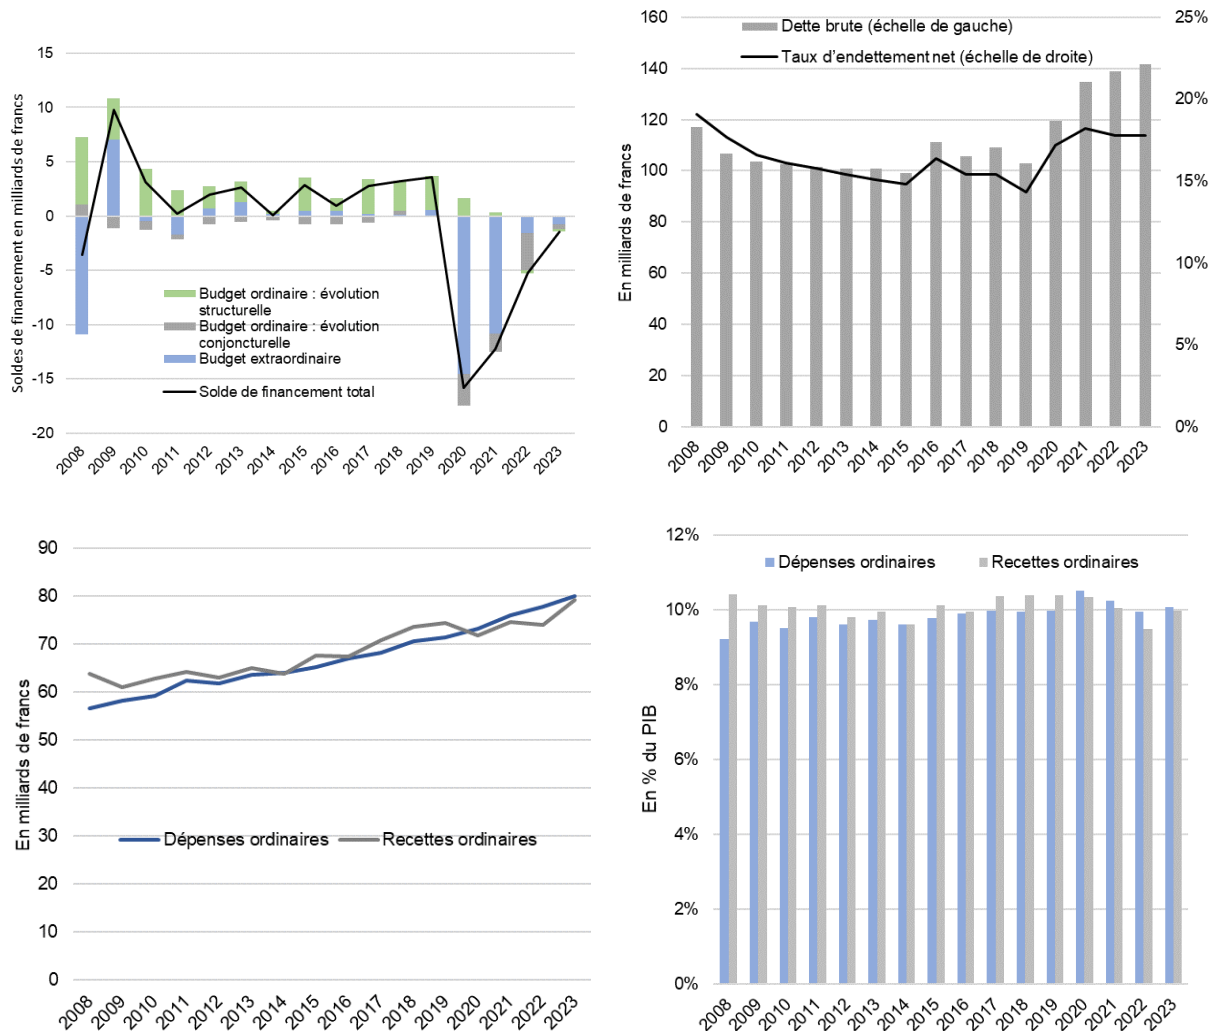 Soldes de financement en milliards de francs
15
10
5
0
-5
-10
-15
-20
Budget ordinaire : évolution
structurelle
Budget ordinaire : évolution
conjoncturelle
Budget extraordinaire
Solde de financement total
2008 2009 2010 2011 2012 2013 2014 2015 2016 2017 2018 2019 2020 2021 2022 2023
En milliards de francs
160
140
120
100
80
60
40
20
0
Dette brute (échelle de gauche)
Taux d'endettement net (échelle de droite)
25%
20%
15%
10%
5%
0%
2008 2009 2010 2011 2012 2013 2014 2015 2016 2017 2018 2019 2020 2021 2022 2023
En milliards de francs
90
80
70
60
50
40
30
20
10
0
Dépenses ordinaires Recettes ordinaires
2008 2009 2010 2011 2012 2013 2014 2015 2016 2017 2018 2019 2020 2021 2022 2023
En % du PIB
12%
10%
8%
6%
4%
2%
0%
Dépenses ordinaires Recettes ordinaires
2008 2009 2010 2011 2012 2013 2014 2015 2016 2017 2018 2019 2020 2021 2022 2023